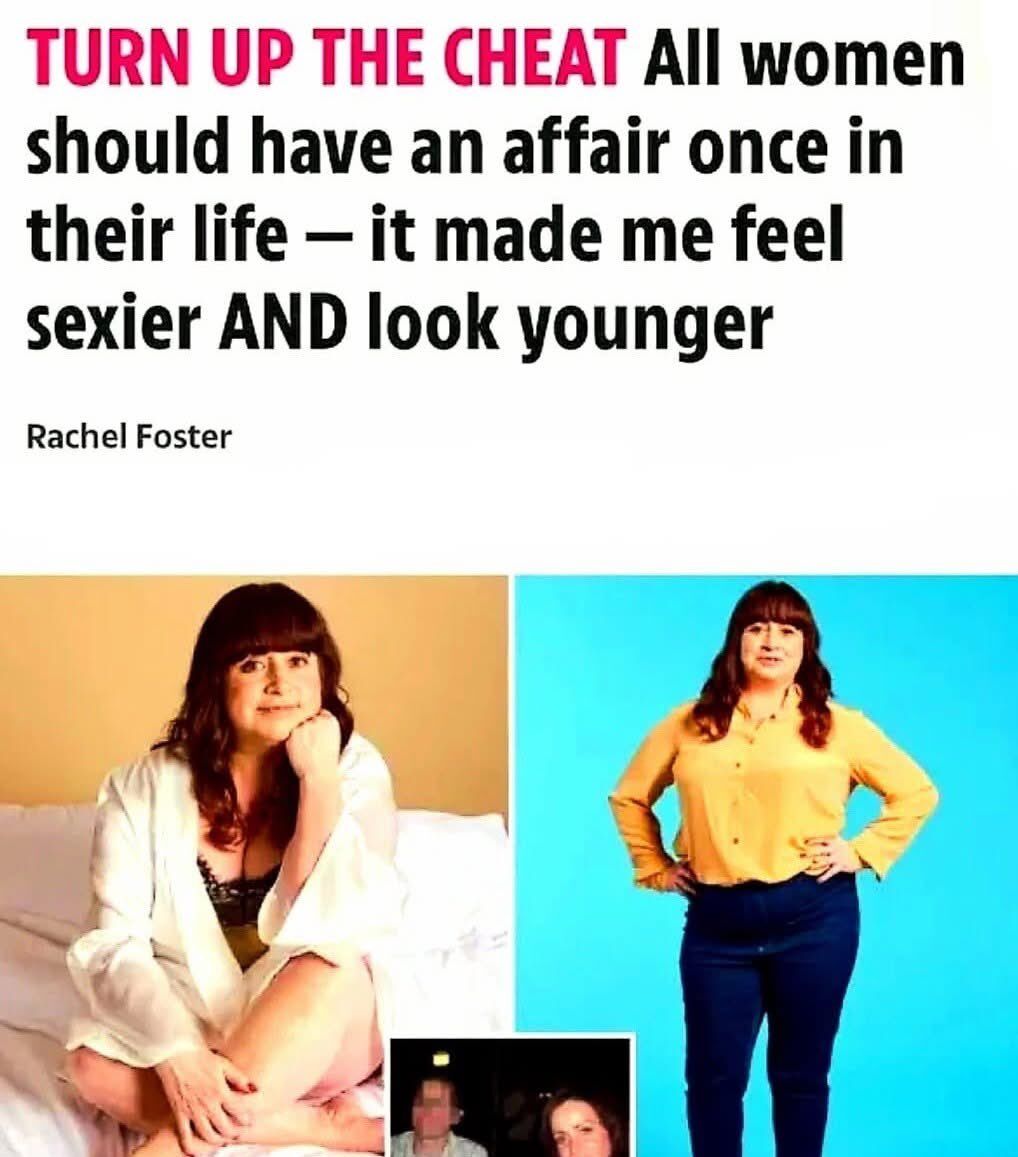 TURN UP THE CHEAT All women
should have an affair once in
their life – it made me feel
sexier AND look younger
Rachel Foster